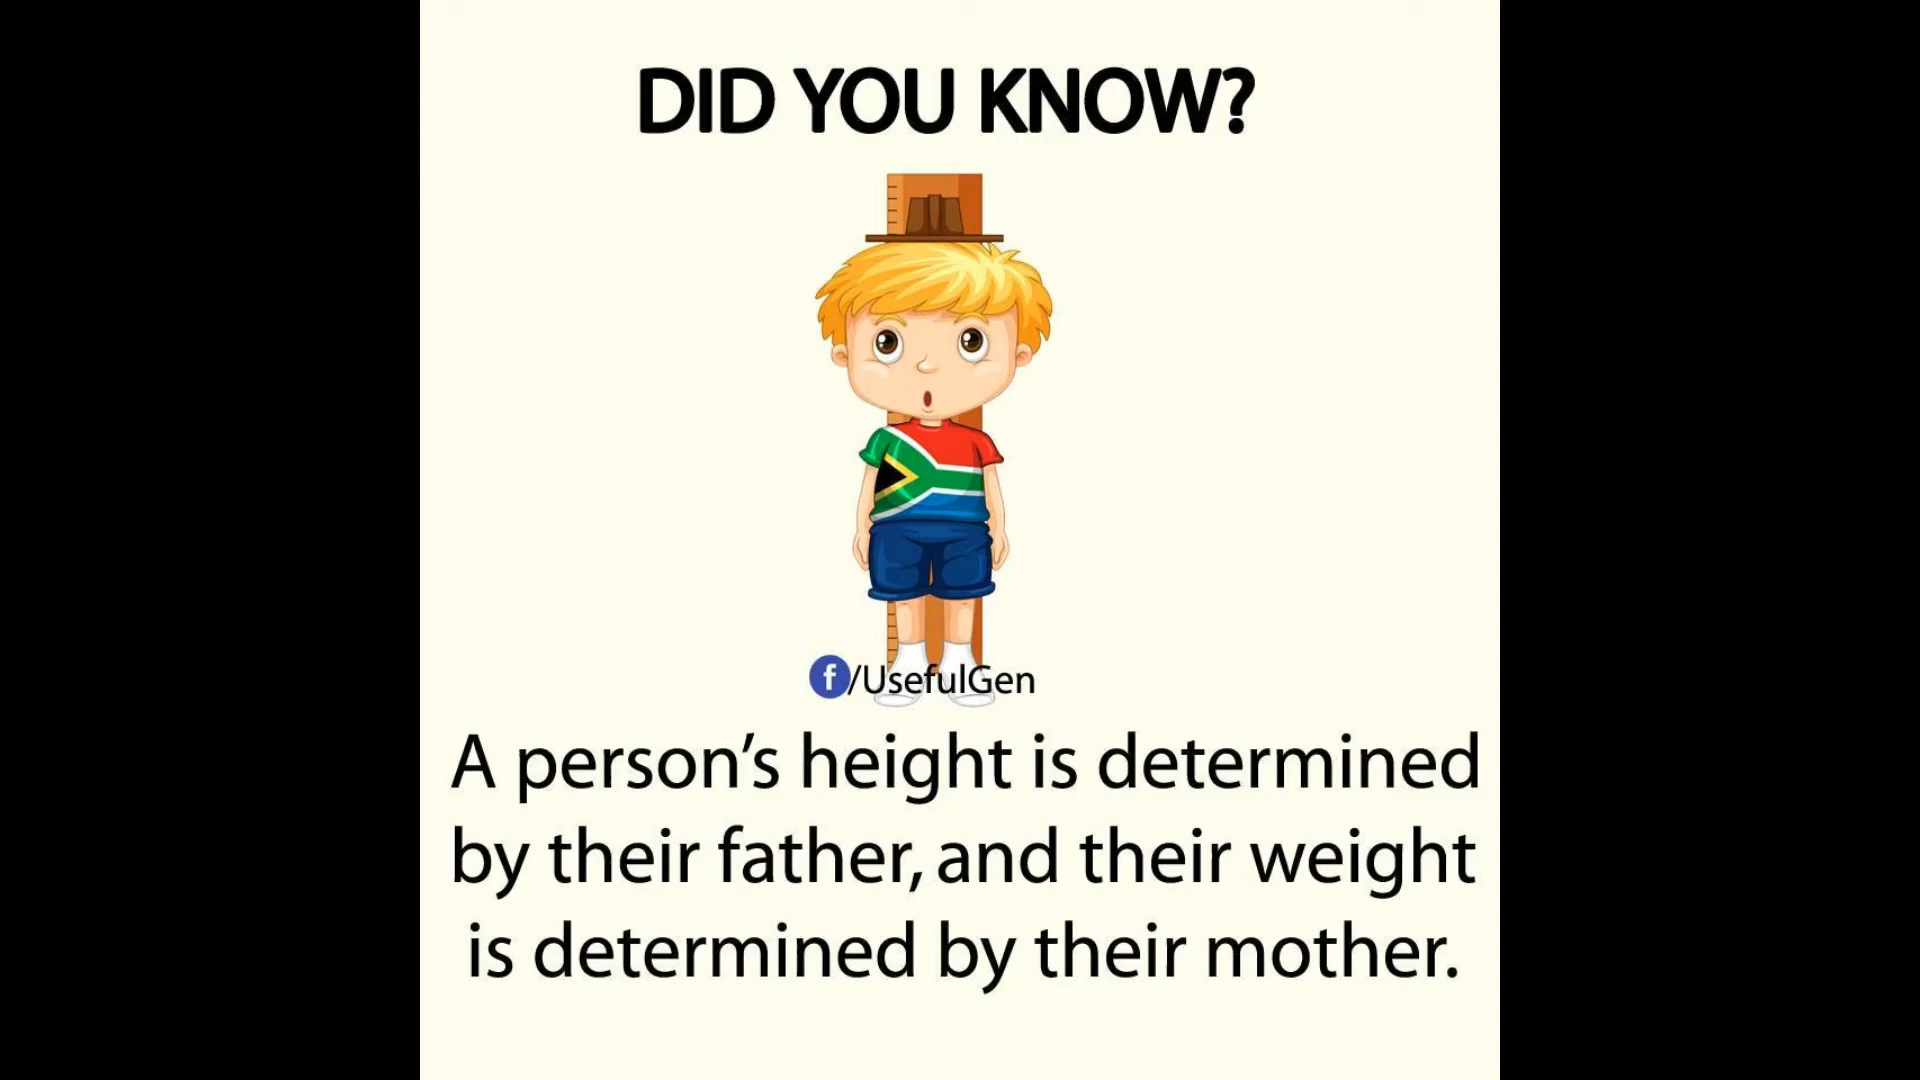 DID YOU KNOW?
f/UsefulGen
A person’s height is determined
by their father, and their weight
is determined by their mother.